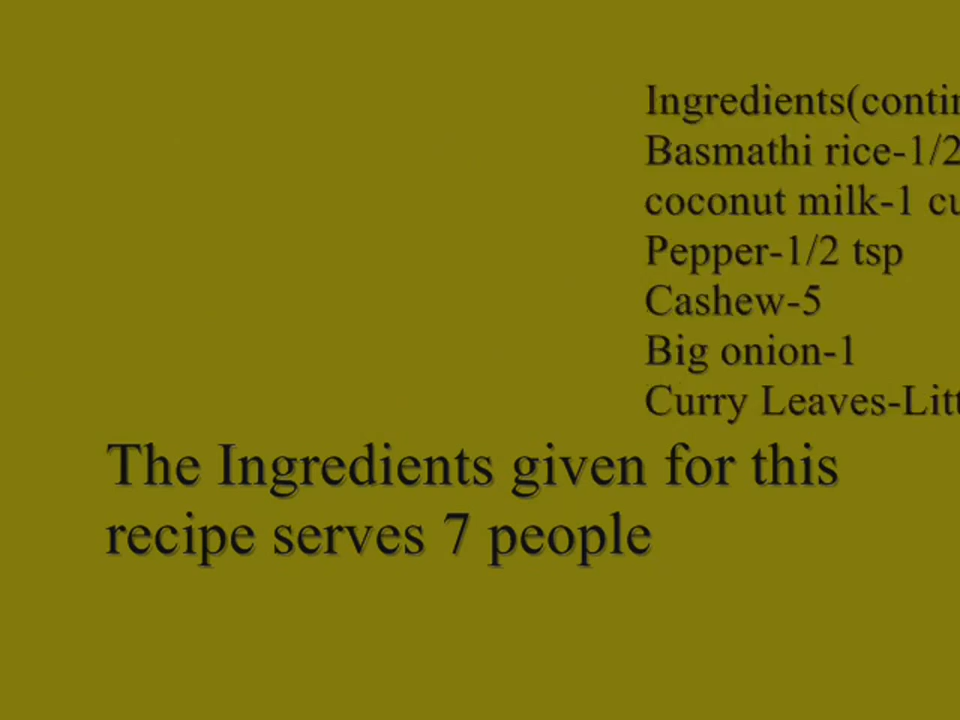 Ingredients(contin
Basmathi rice-1/2
coconut milk-1 cu
Pepper-1/2 tsp
Cashew-5
Big onion-1
Curry Leaves-Litt
The Ingredients given for this
recipe serves 7 people